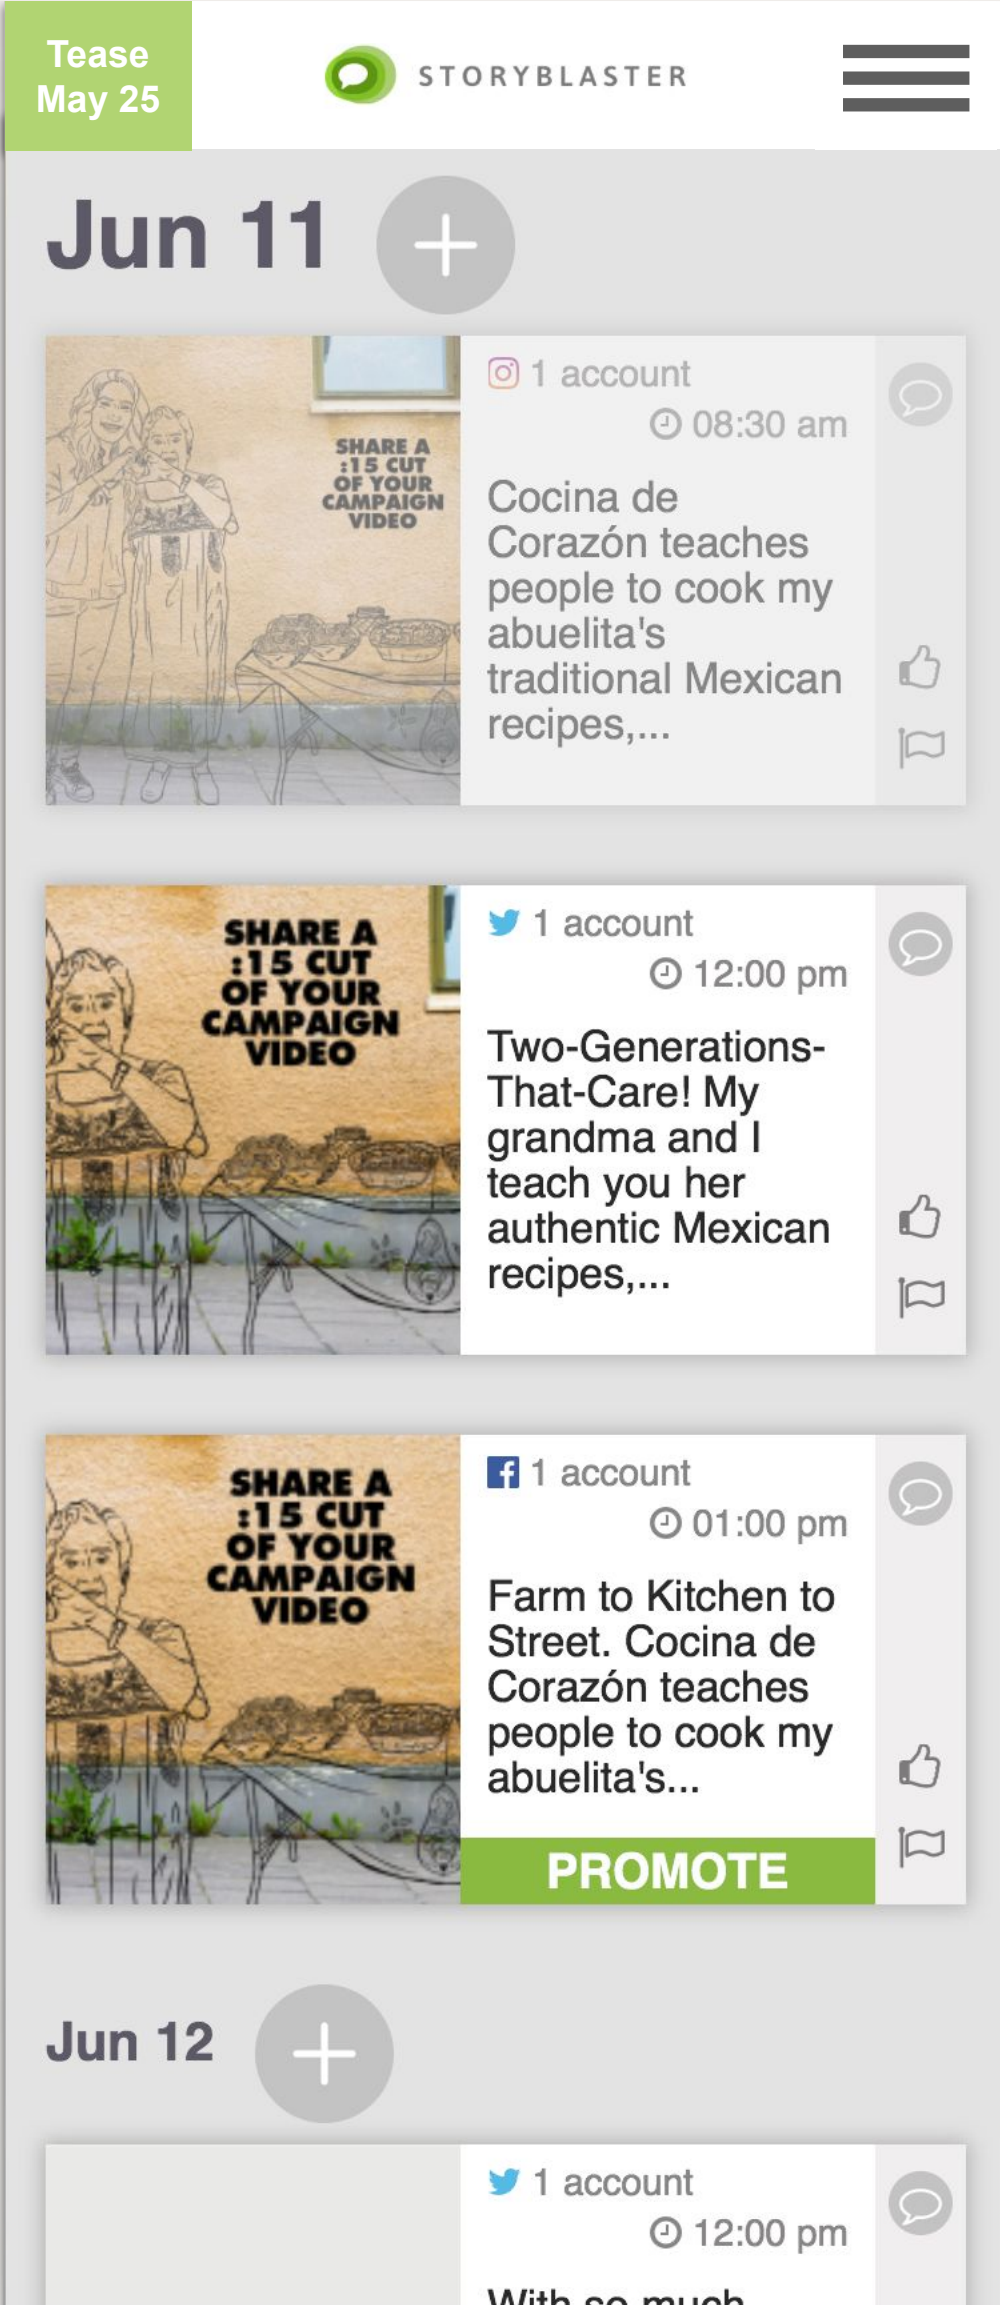 Tease
May 25
STORYBLASTER
Jun 11
SHARE A
:15 CUT
OF YOUR
CAMPAIGN
VIDEO
1 account
08:30 am
Cocina de
Corazón teaches
people to cook my
abuelita's
traditional Mexican
recipes,...
SHARE A
:15 CUT
OF YOUR
CAMPAIGN
VIDEO
1 account
12:00 pm
Two-Generations-
That-Care! My
grandma and I
teach you her
authentic Mexican
recipes,...
SHARE A
:15 CUT
OF YOUR
CAMPAIGN
VIDEO
1 account
01:00 pm
Farm to Kitchen to
Street. Cocina de
Corazón teaches
people to cook my
abuelita's...
PROMOTE
Jun 12
1 account
12:00 pm
With so much